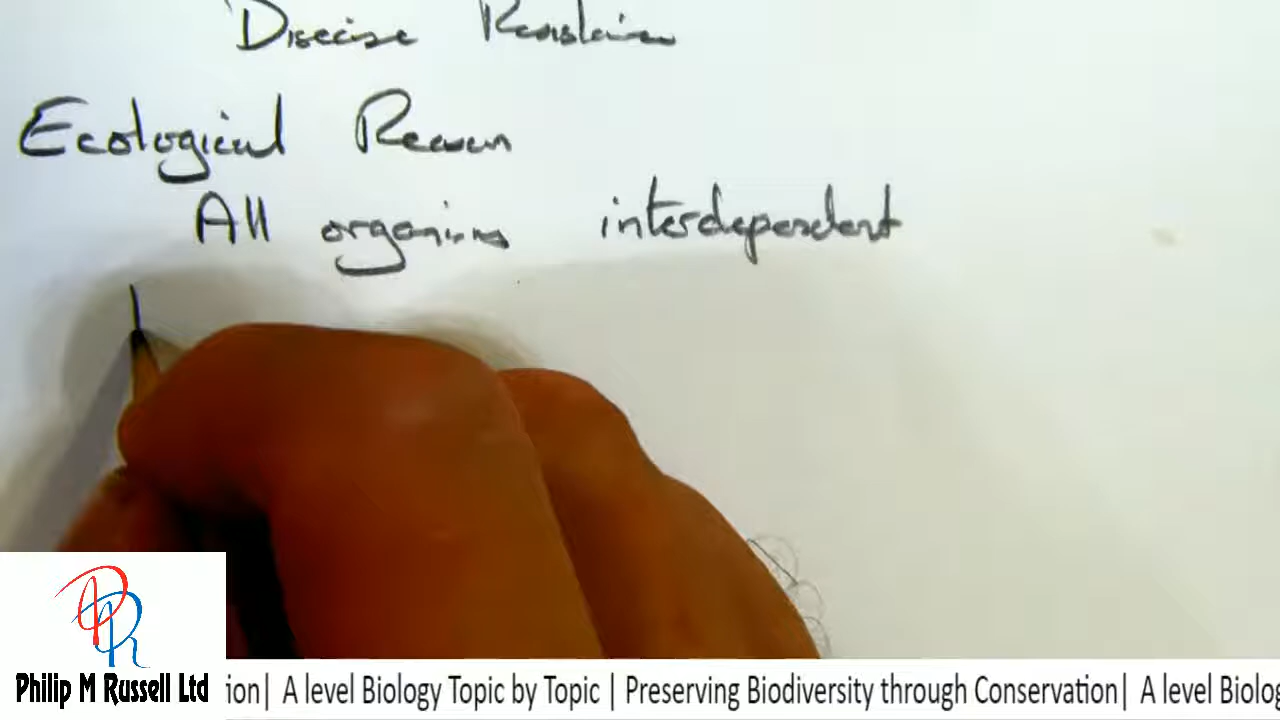 Disease Resistance
Ecological Reason
All organisms interdependent
PR
Philip M Russell Ltd
ion| A level Biology Topic by Topic | Preserving Biodiversity through Conservation| A level Biolog